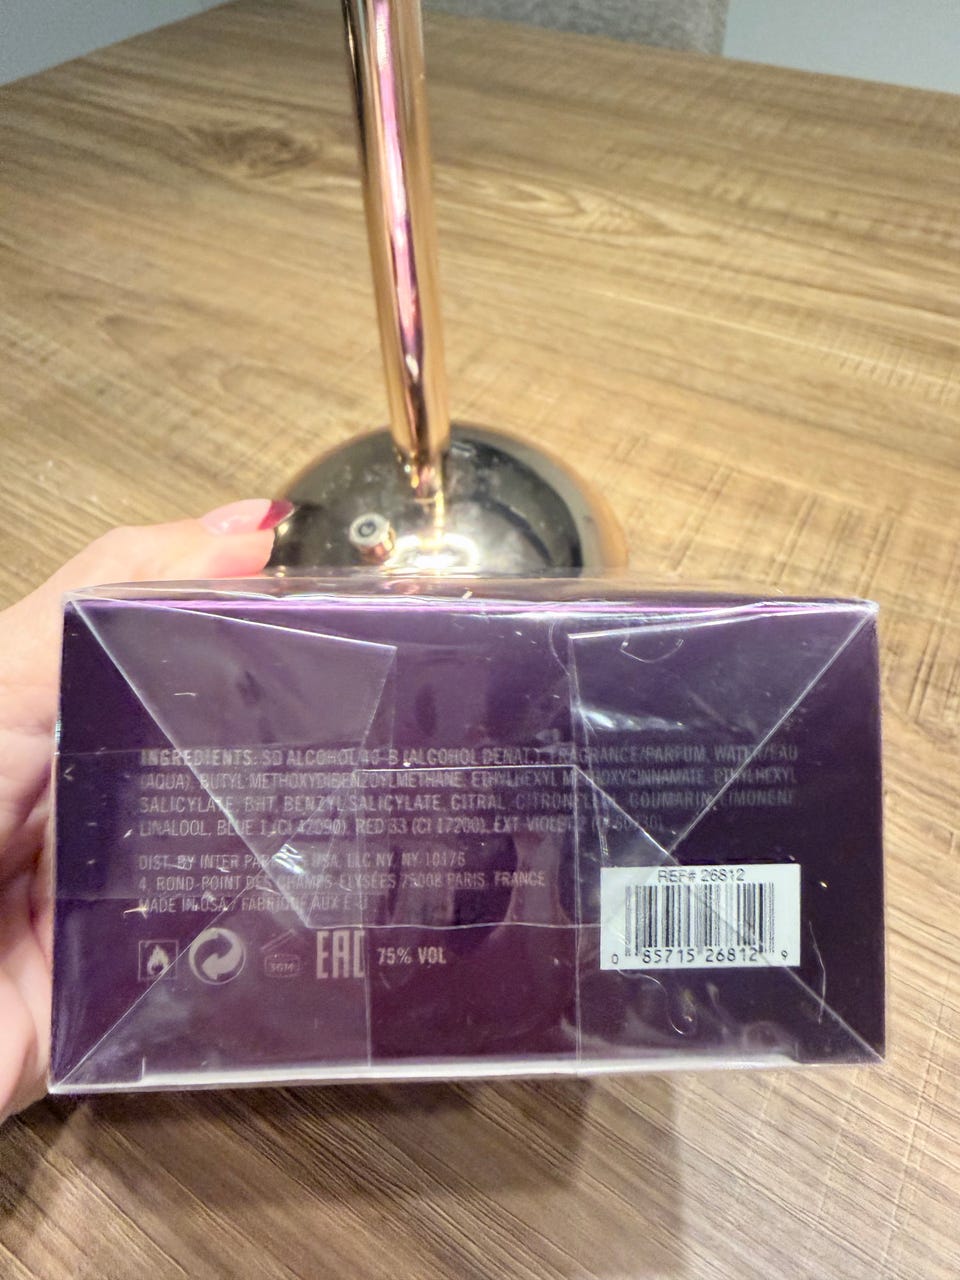 INGREDIENTS: SD ALCOHOL 40-B (ALCOHOL DENAT.), FRAGRANCE/PARFUM, WATER/EAU
(AQUA), BUTYL METHOXYDIBENZOYLMETHANE, ETHYLHEXYL METHOXYCINNAMATE, ETHYLHEXYL
SALICYLATE, BHT, BENZYL SALICYLATE, CITRAL, CITRONELLOL, COUMARIN, LIMONENE,
LINALOOL, BLUE 1 (CI 42090), RED 33 (CI 17200), EXT. VIOLET 2 (CI 60730).
DIST. BY INTER PARFUMS USA, LLC NY, NY 10176
4, ROND-POINT DES CHAMPS-ELYSÉES 75008 PARIS, FRANCE
MADE IN USA / FABRIQUÉ AUX E-U
36M
EAC
75% VOL
REF# 26812
0 85715 26812 9